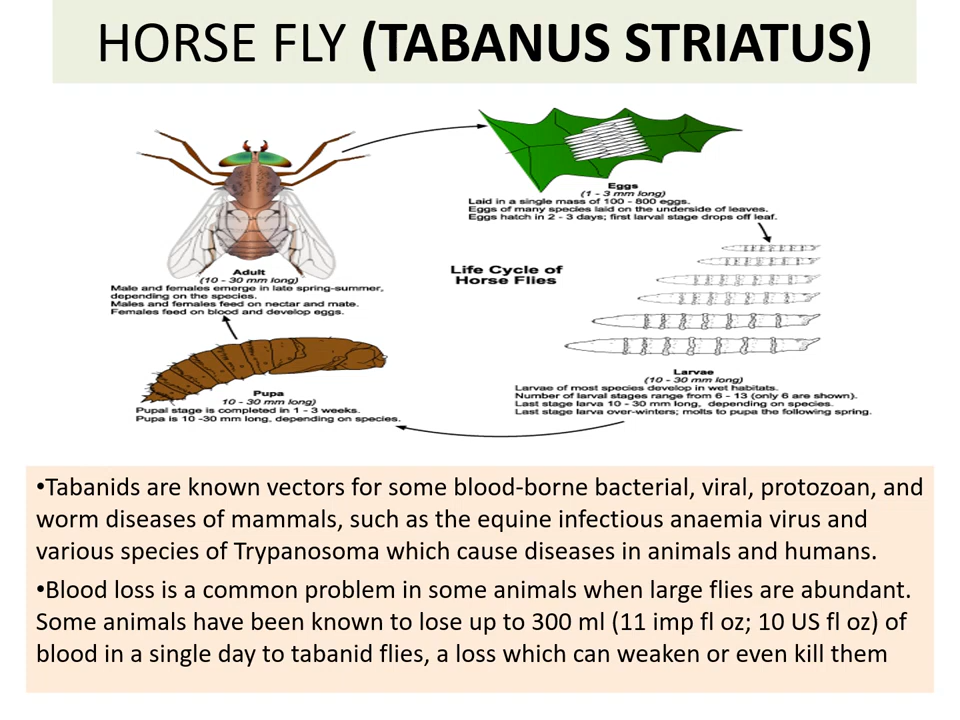 HORSE FLY (TABANUS STRIATUS)
Eggs
(1 - 3 mm long)
Laid in a single mass of 100 - 800 eggs.
Eggs of many species laid on the underside of leaves.
Eggs hatch in 2 - 3 days; first larval stage drops off leaf.
Life Cycle of
Horse Flies
Adult
(10 - 30 mm long)
Male and females emerge in late spring-summer,
depending on the species.
Males and females feed on nectar and mate.
Females feed on blood and develop eggs.
Larvae
(10 - 30 mm long)
Larvae of most species develop in wet habitats.
Number of larval stages range from 6 - 13 (only 6 are shown).
Last stage larva 10 - 30 mm long, depending on species.
Last stage larva over-winters; molts to pupa the following spring.
Pupa
10 - 30 mm long)
Pupal stage is completed in 1 - 3 weeks.
Pupa is 10 -30 mm long, depending on species.
•Tabanids are known vectors for some blood-borne bacterial, viral, protozoan, and
worm diseases of mammals, such as the equine infectious anaemia virus and
various species of Trypanosoma which cause diseases in animals and humans.
•Blood loss is a common problem in some animals when large flies are abundant.
Some animals have been known to lose up to 300 ml (11 imp fl oz; 10 US fl oz) of
blood in a single day to tabanid flies, a loss which can weaken or even kill them